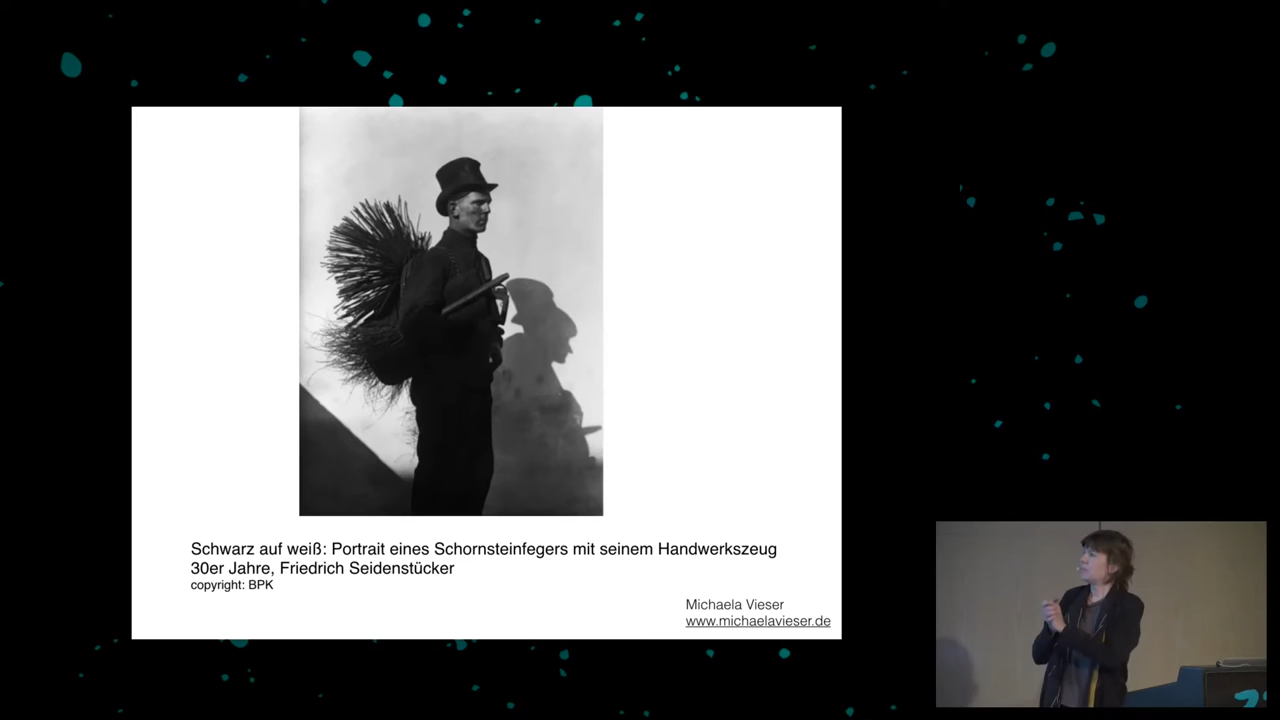 Schwarz auf weiß: Portrait eines Schornsteinfegers mit seinem Handwerkszeug
30er Jahre, Friedrich Seidenstücker
copyright: BPK
Michaela Vieser
www.michaelavieser.de